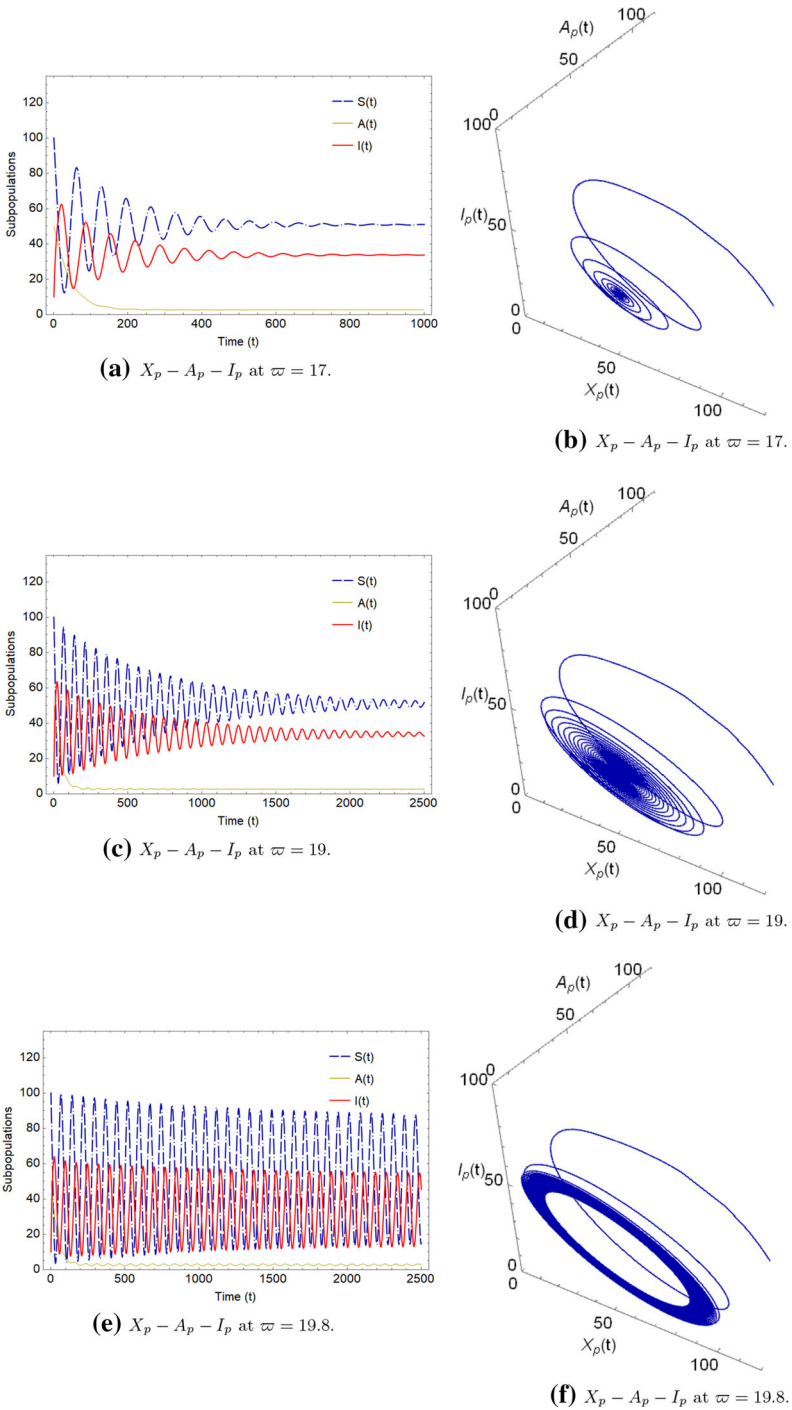 120
100
80
60
40
20
0
Subpopulations
S(t)
A(t)
I(t)
0 200 400 600 800 1000
Time (t)
(a) Xₚ − Aₚ − Iₚ at ϖ = 17.
100
Aₚ(t)
50
0
100
Iₚ(t)
50
0
0
50
Xₚ(t)
100
(b) Xₚ − Aₚ − Iₚ at ϖ = 17.
120
100
80
60
40
20
0
Subpopulations
S(t)
A(t)
I(t)
0 500 1000 1500 2000 2500
Time (t)
(c) Xₚ − Aₚ − Iₚ at ϖ = 19.
100
Aₚ(t)
50
0
100
Iₚ(t)
50
0
0
50
Xₚ(t)
100
(d) Xₚ − Aₚ − Iₚ at ϖ = 19.
120
100
80
60
40
20
0
Subpopulations
S(t)
A(t)
I(t)
0 500 1000 1500 2000 2500
Time (t)
(e) Xₚ − Aₚ − Iₚ at ϖ = 19.8.
100
Aₚ(t)
50
0
100
Iₚ(t)
50
0
0
50
Xₚ(t)
100
(f) Xₚ − Aₚ − Iₚ at ϖ = 19.8.